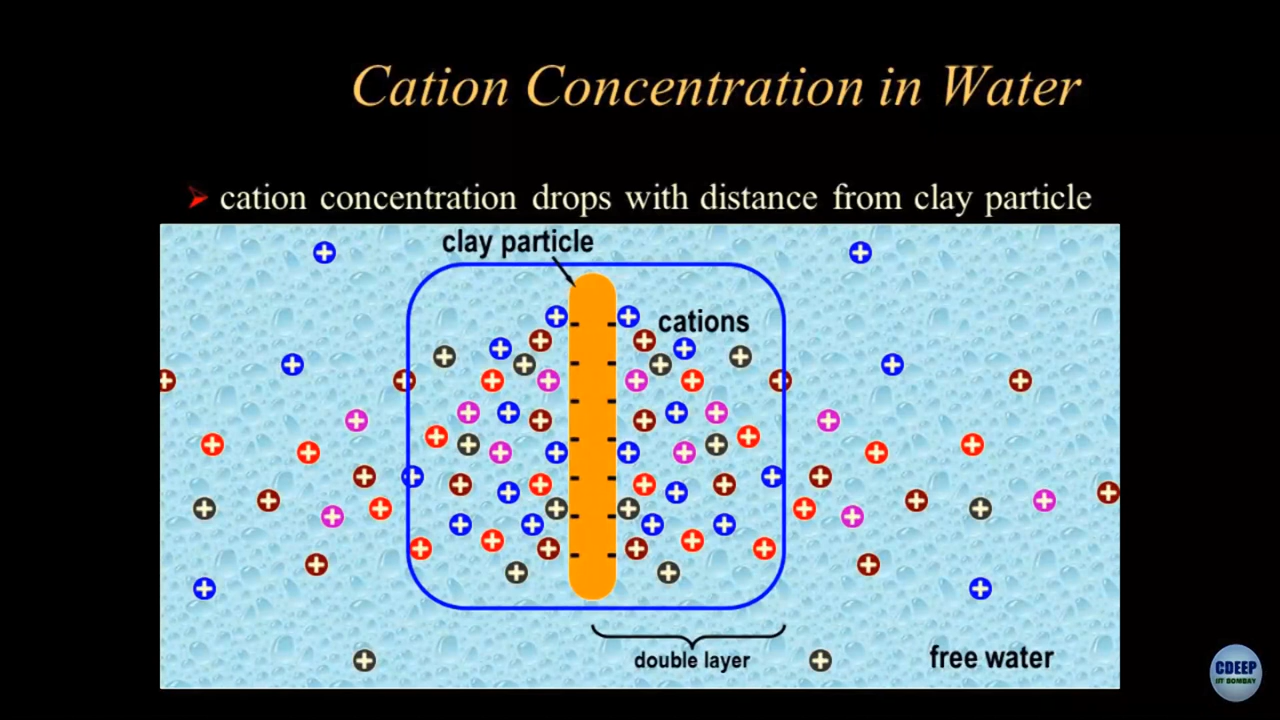 Cation Concentration in Water
cation concentration drops with distance from clay particle
clay particle
cations
double layer
free water
CDEEP
IIT BOMBAY